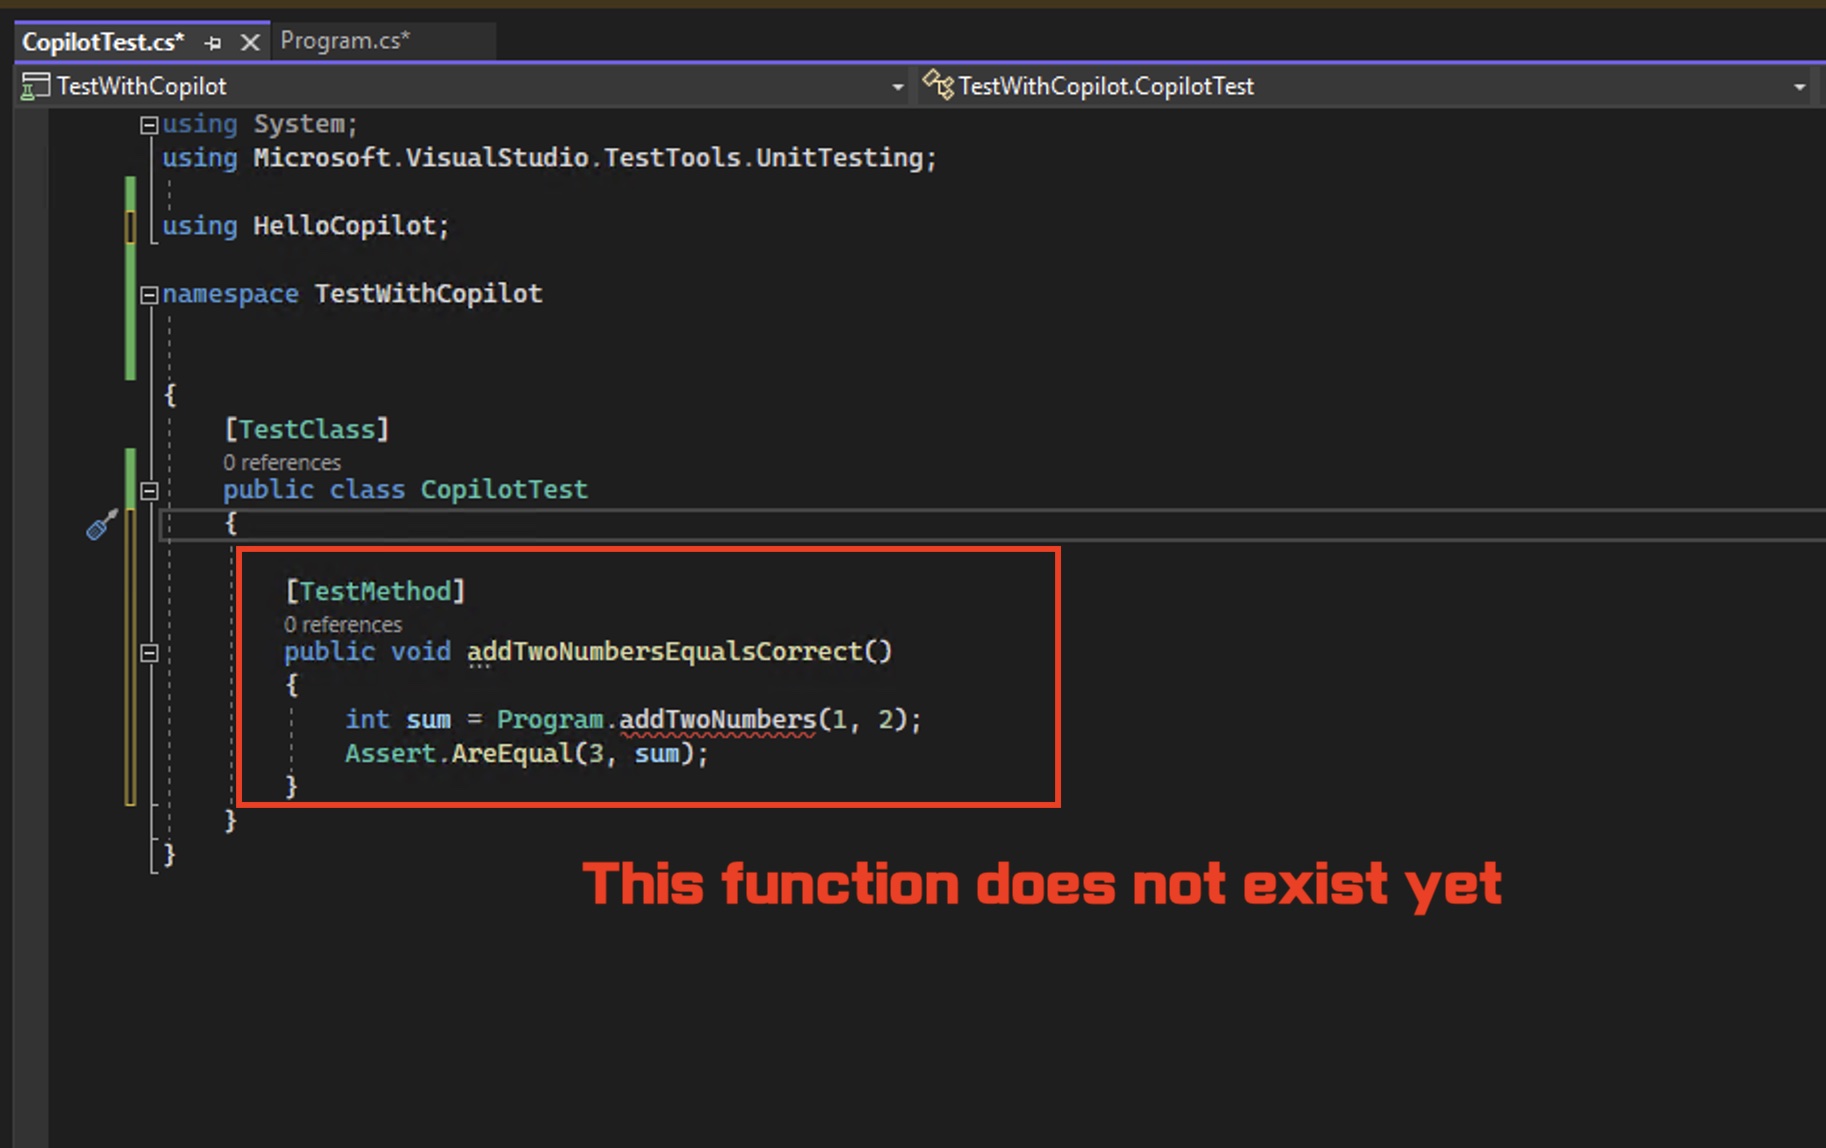 CopilotTest.cs* Program.cs*
TestWithCopilot TestWithCopilot.CopilotTest
using System;
using Microsoft.VisualStudio.TestTools.UnitTesting;
using HelloCopilot;
namespace TestWithCopilot
{
[TestClass]
0 references
public class CopilotTest
{
[TestMethod]
0 references
public void addTwoNumbersEqualsCorrect()
{
int sum = Program.addTwoNumbers(1, 2);
Assert.AreEqual(3, sum);
}
}
}
This function does not exist yet